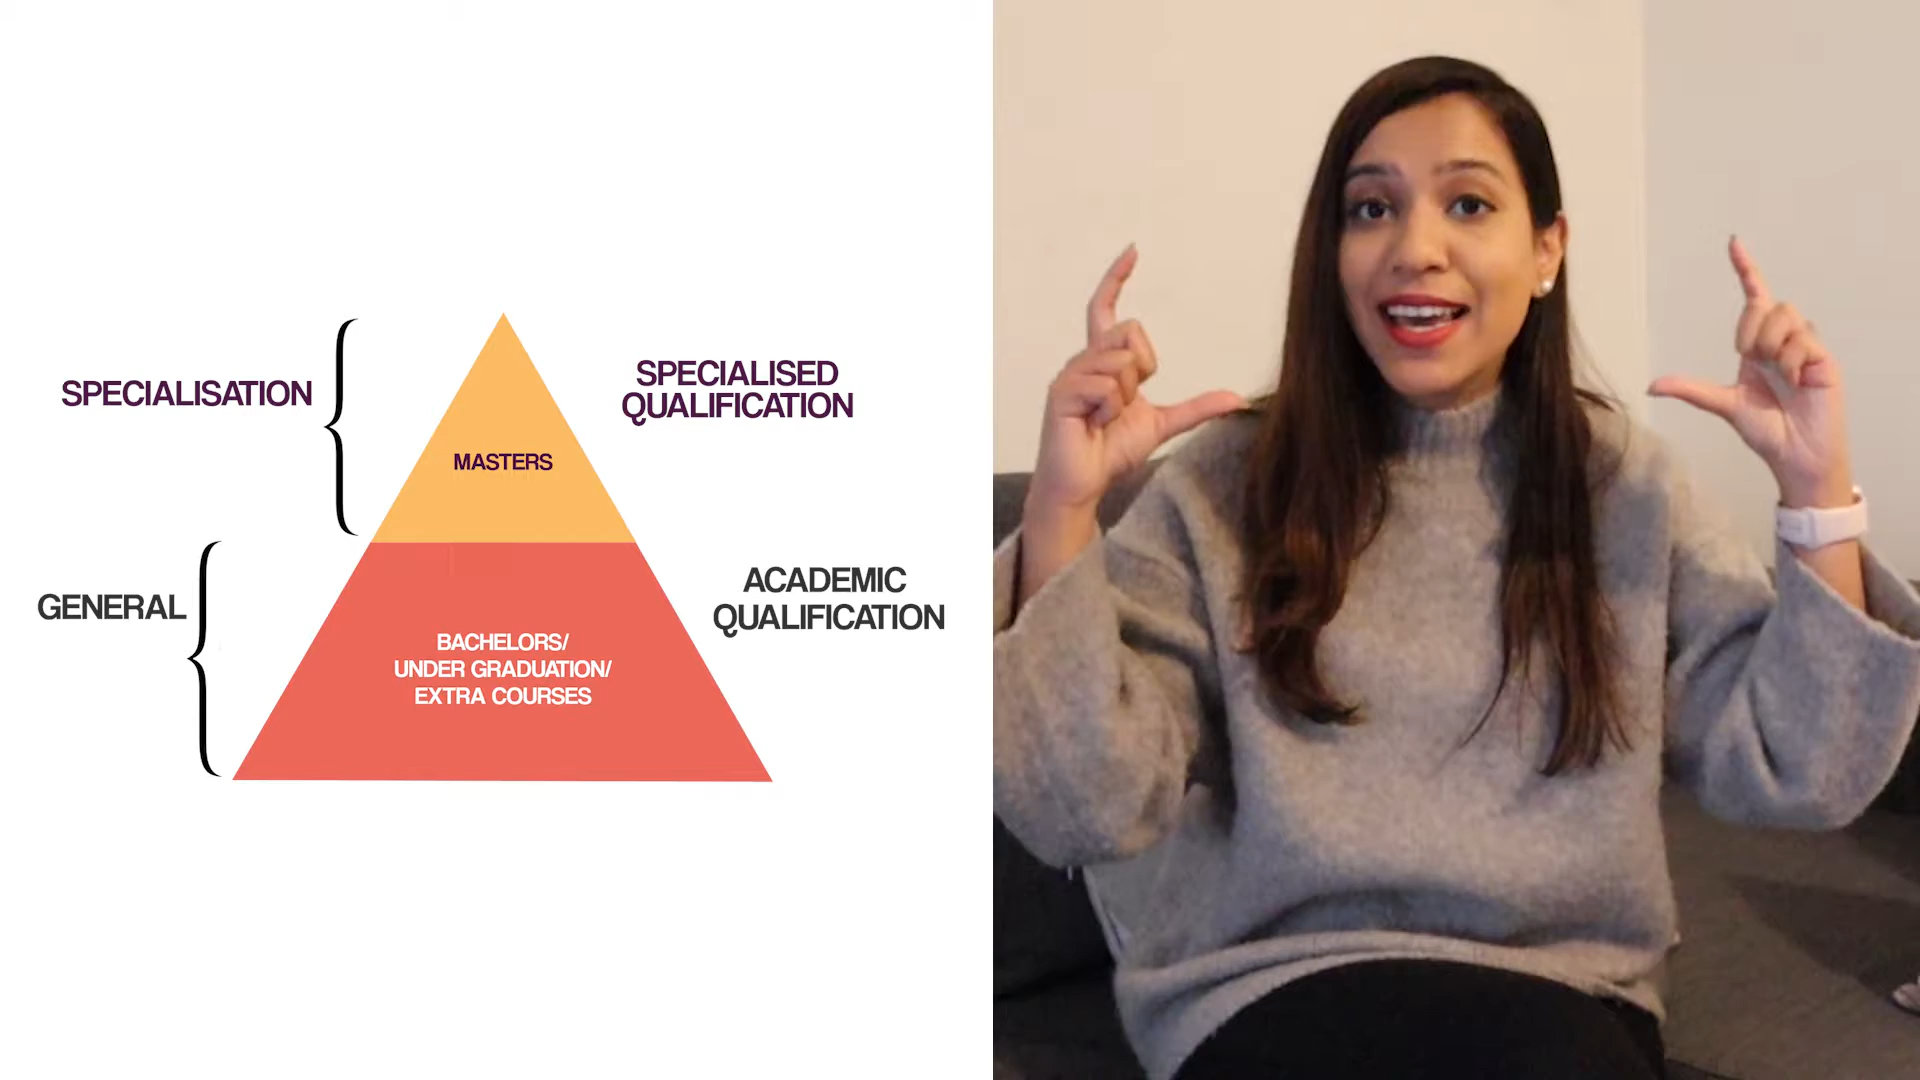 SPECIALISATION
SPECIALISED
QUALIFICATION
MASTERS
GENERAL
ACADEMIC
QUALIFICATION
BACHELORS/
UNDER GRADUATION/
EXTRA COURSES